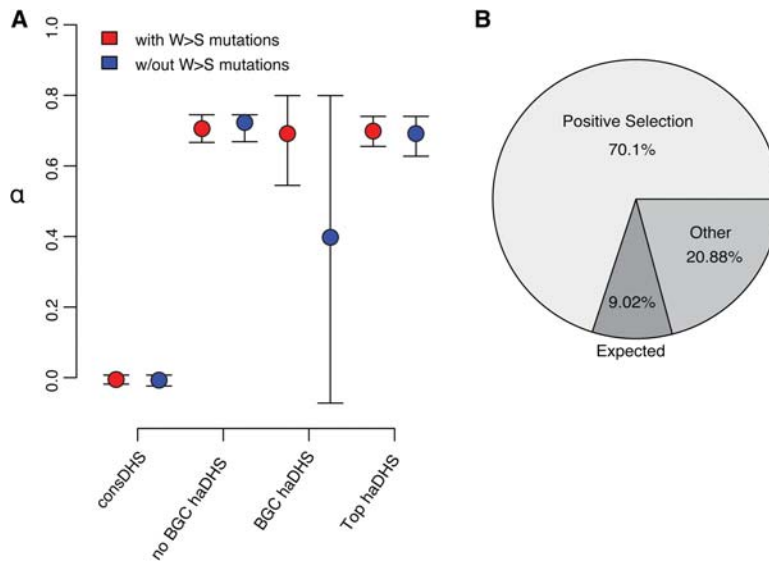 A
with W>S mutations
w/out W>S mutations
α
1.0
0.8
0.6
0.4
0.2
0.0
consDHS
no BGC haDHS
BGC haDHS
Top haDHS
B
Positive Selection
70.1%
Other
20.88%
9.02%
Expected